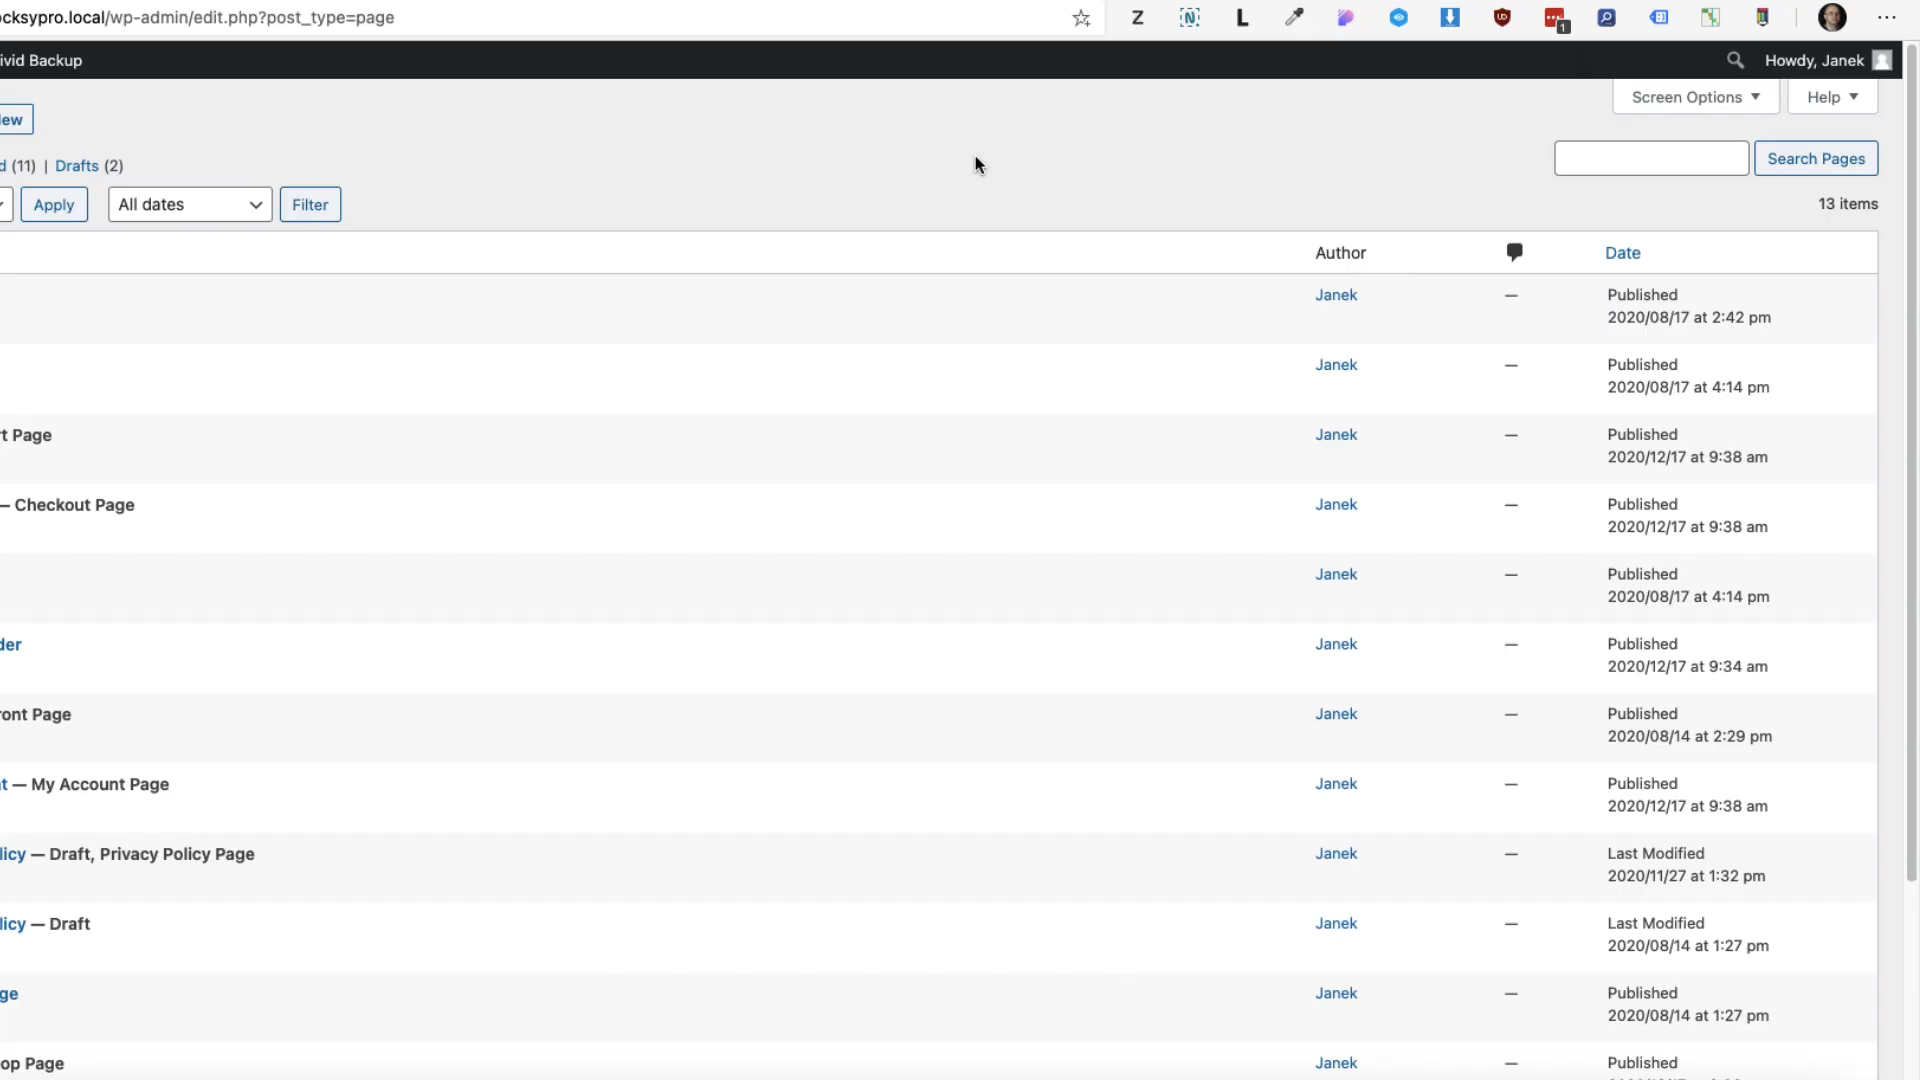 cksypro.local/wp-admin/edit.php?post_type=page
Z
L
1
ivid Backup
Howdy, Janek
Screen Options
Help
ew
d (11) | Drafts (2)
Search Pages
Apply
All dates
Filter
13 items
Author
Date
Janek
—
Published
2020/08/17 at 2:42 pm
Janek
—
Published
2020/08/17 at 4:14 pm
t Page
Janek
—
Published
2020/12/17 at 9:38 am
— Checkout Page
Janek
—
Published
2020/12/17 at 9:38 am
Janek
—
Published
2020/08/17 at 4:14 pm
der
Janek
—
Published
2020/12/17 at 9:34 am
ront Page
Janek
—
Published
2020/08/14 at 2:29 pm
t — My Account Page
Janek
—
Published
2020/12/17 at 9:38 am
licy — Draft, Privacy Policy Page
Janek
—
Last Modified
2020/11/27 at 1:32 pm
licy — Draft
Janek
—
Last Modified
2020/08/14 at 1:27 pm
ge
Janek
—
Published
2020/08/14 at 1:27 pm
op Page
Janek
—
Published